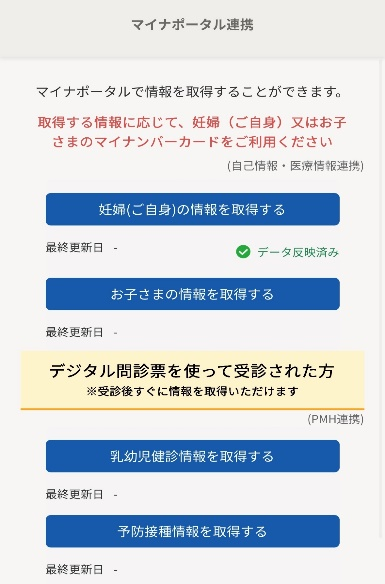 マイナポータル連携
マイナポータルで情報を取得することができます。
取得する情報に応じて、妊婦（ご自身）又はお子
さまのマイナンバーカードをご利用ください
(自己情報・医療情報連携)
妊婦(ご自身)の情報を取得する
最終更新日 -
データ反映済み
お子さまの情報を取得する
最終更新日 -
デジタル問診票を使って受診された方
※受診後すぐに情報を取得いただけます
(PMH連携)
乳幼児健診情報を取得する
最終更新日 -
予防接種情報を取得する
最終更新日 -